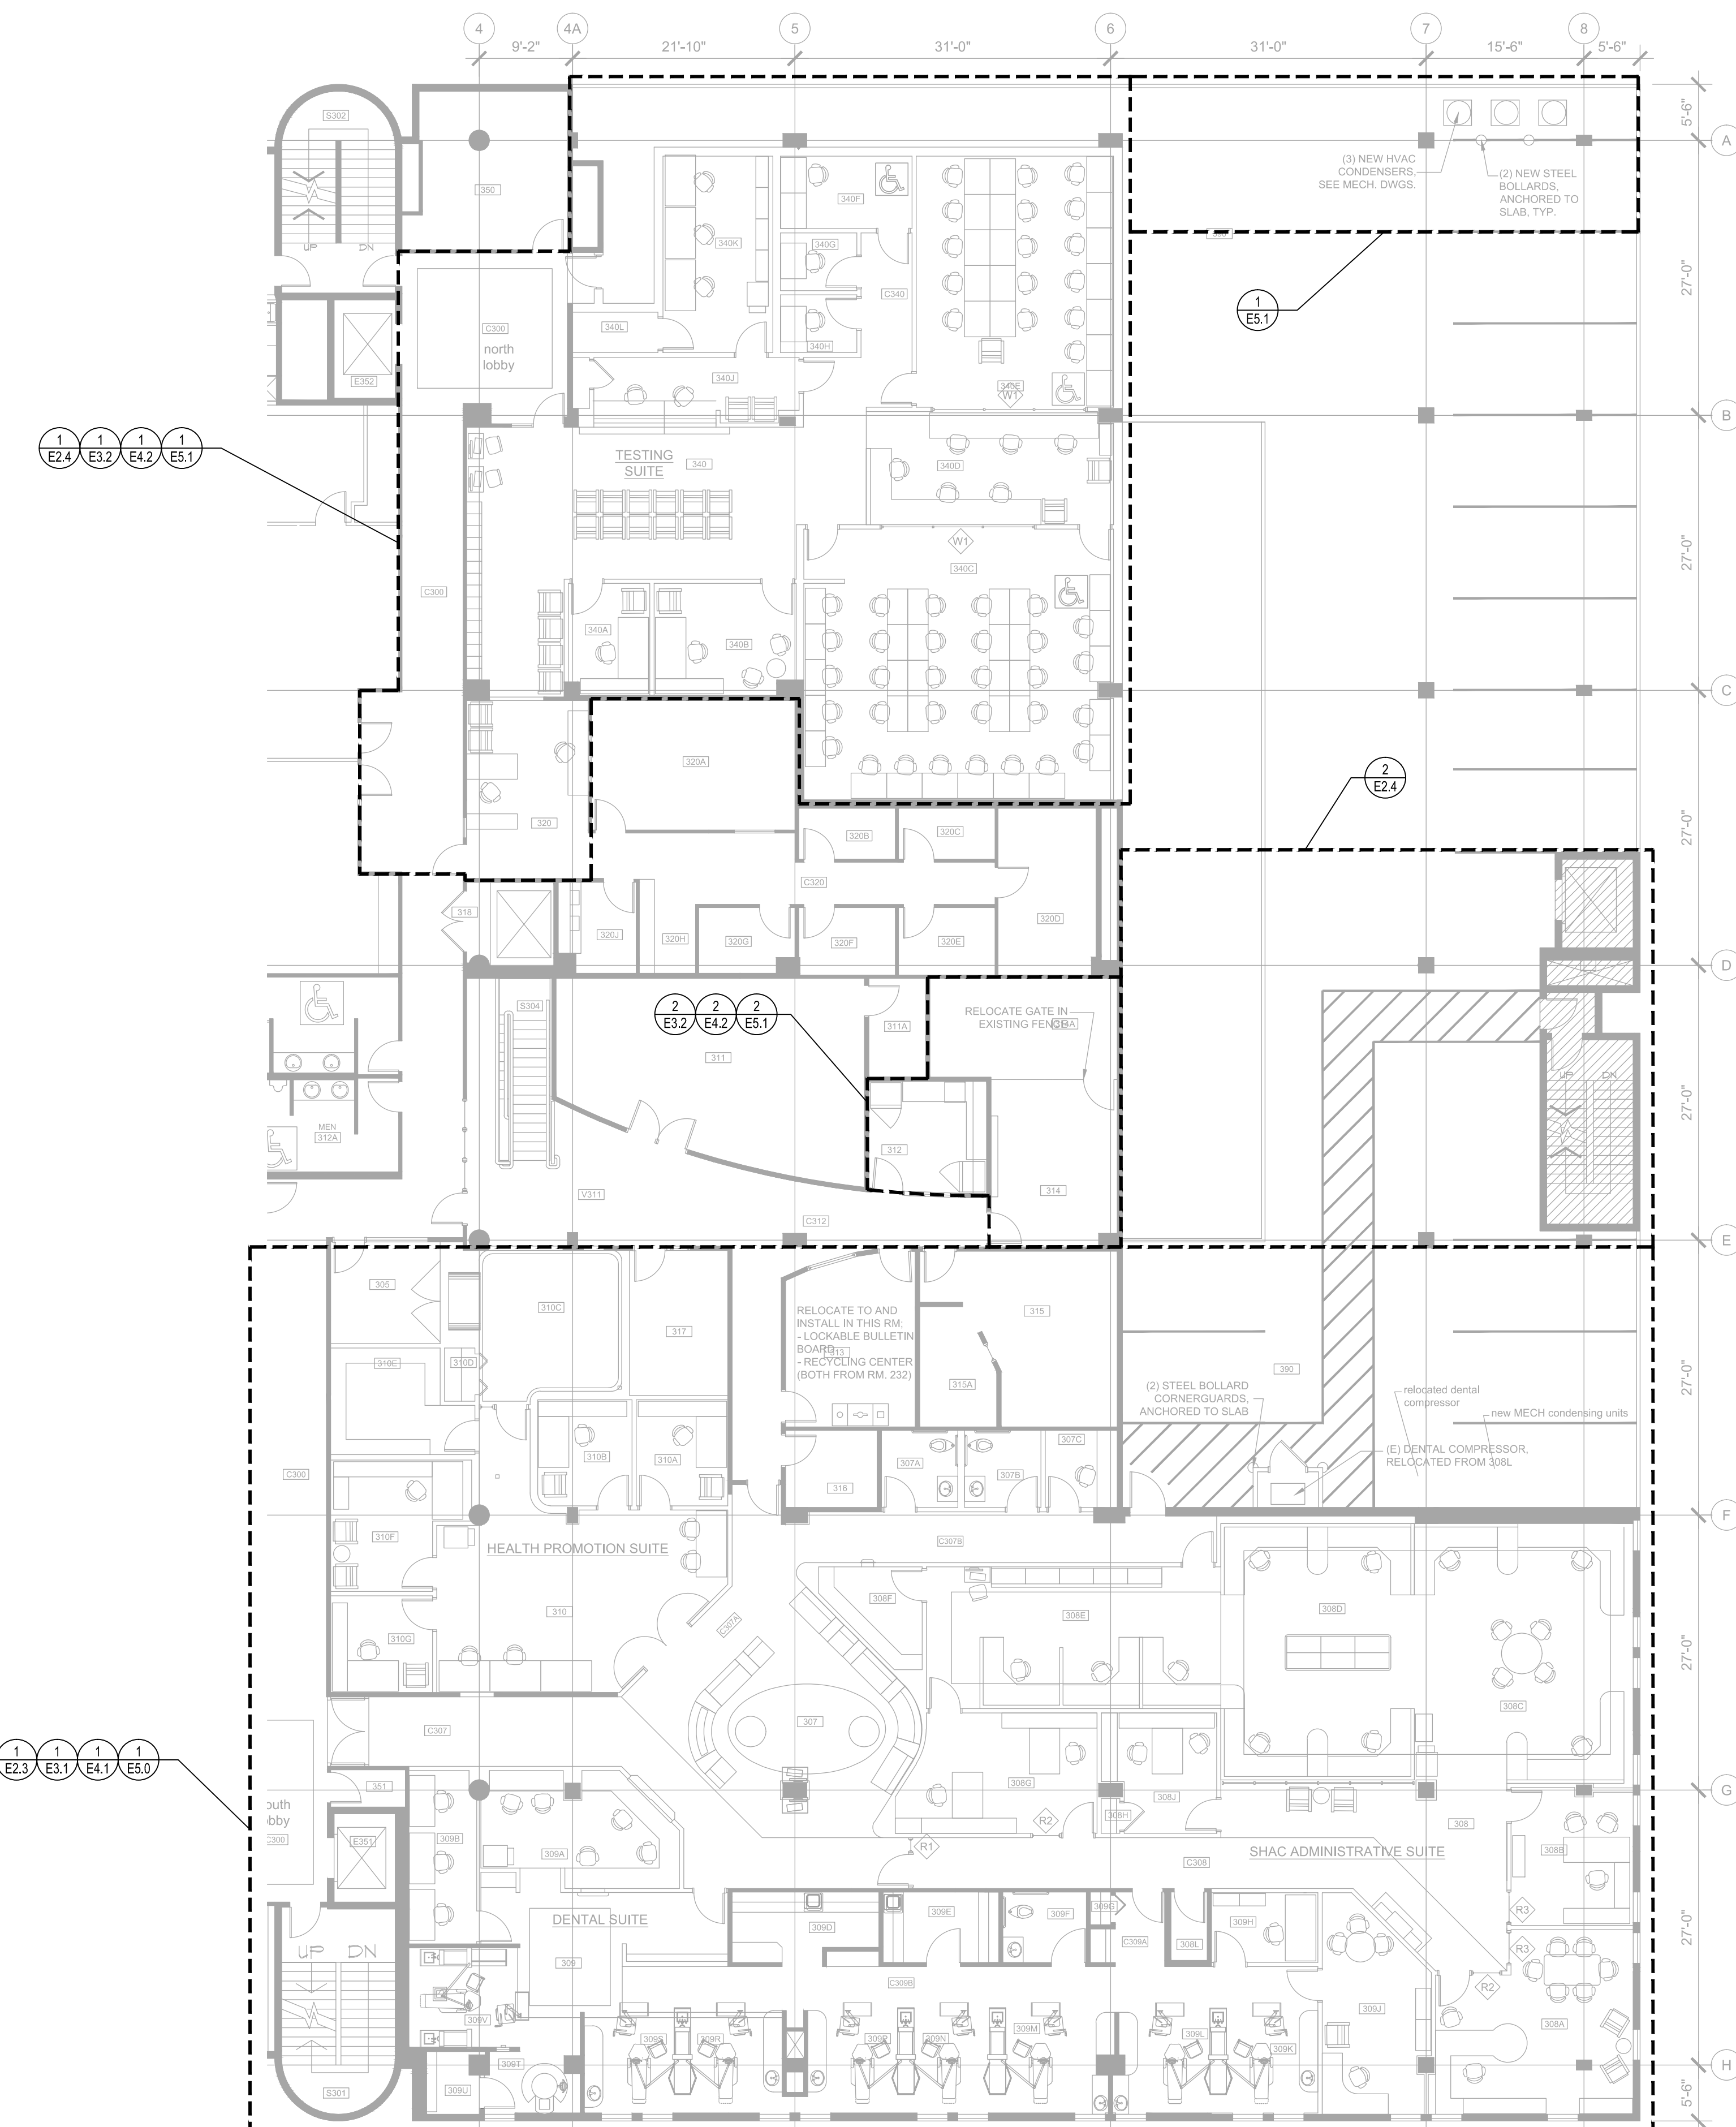 4
4A
5
6
7
8
9'-2"
21'-10"
31'-0"
31'-0"
15'-6"
5'-6"
5'-6"
A
27'-0"
B
27'-0"
C
27'-0"
D
27'-0"
E
27'-0"
F
27'-0"
G
27'-0"
H
5'-6"
S302
UP
DN
350
340K
340F
340G
C340
340H
340L
340J
340E
W1
(3) NEW HVAC
CONDENSERS,
SEE MECH. DWGS.
(2) NEW STEEL
BOLLARDS,
ANCHORED TO
SLAB, TYP.
1
E5.1
C300
north
lobby
E352
1
E2.4
1
E3.2
1
E4.2
1
E5.1
TESTING
SUITE
340
340D
W1
340C
C300
340A
340B
320A
320
2
E2.4
320B
320C
C320
320D
318
320J
320H
320G
320F
320E
S304
2
E3.2
2
E4.2
2
E5.1
311A
RELOCATE GATE IN
EXISTING FENCE
311
MEN
312A
312
314
UP
DN
V311
C312
305
310C
317
310E
310D
RELOCATE TO AND
INSTALL IN THIS RM;
- LOCKABLE BULLETIN
BOARD
313
- RECYCLING CENTER
(BOTH FROM RM. 232)
315
315A
390
(2) STEEL BOLLARD
CORNERGUARDS,
ANCHORED TO SLAB
relocated dental
compressor
new MECH condensing units
(E) DENTAL COMPRESSOR,
RELOCATED FROM 308L
C300
310B
310A
316
307A
307B
307C
310F
HEALTH PROMOTION SUITE
C307B
310
310G
C307A
308F
308E
308D
308C
C307
307
1
E2.3
1
E3.1
1
E4.1
1
E5.0
351
outh
obby
C300
E351
309B
309A
308G
308H
308J
R2
R1
308
C308
SHAC ADMINISTRATIVE SUITE
308B
R3
R3
R2
UP
DN
DENTAL SUITE
309
309D
309E
309F
309G
C309A
308L
309H
C309B
309J
308A
309V
309S
309R
309P
309N
309M
309L
309K
309T
309U
S301